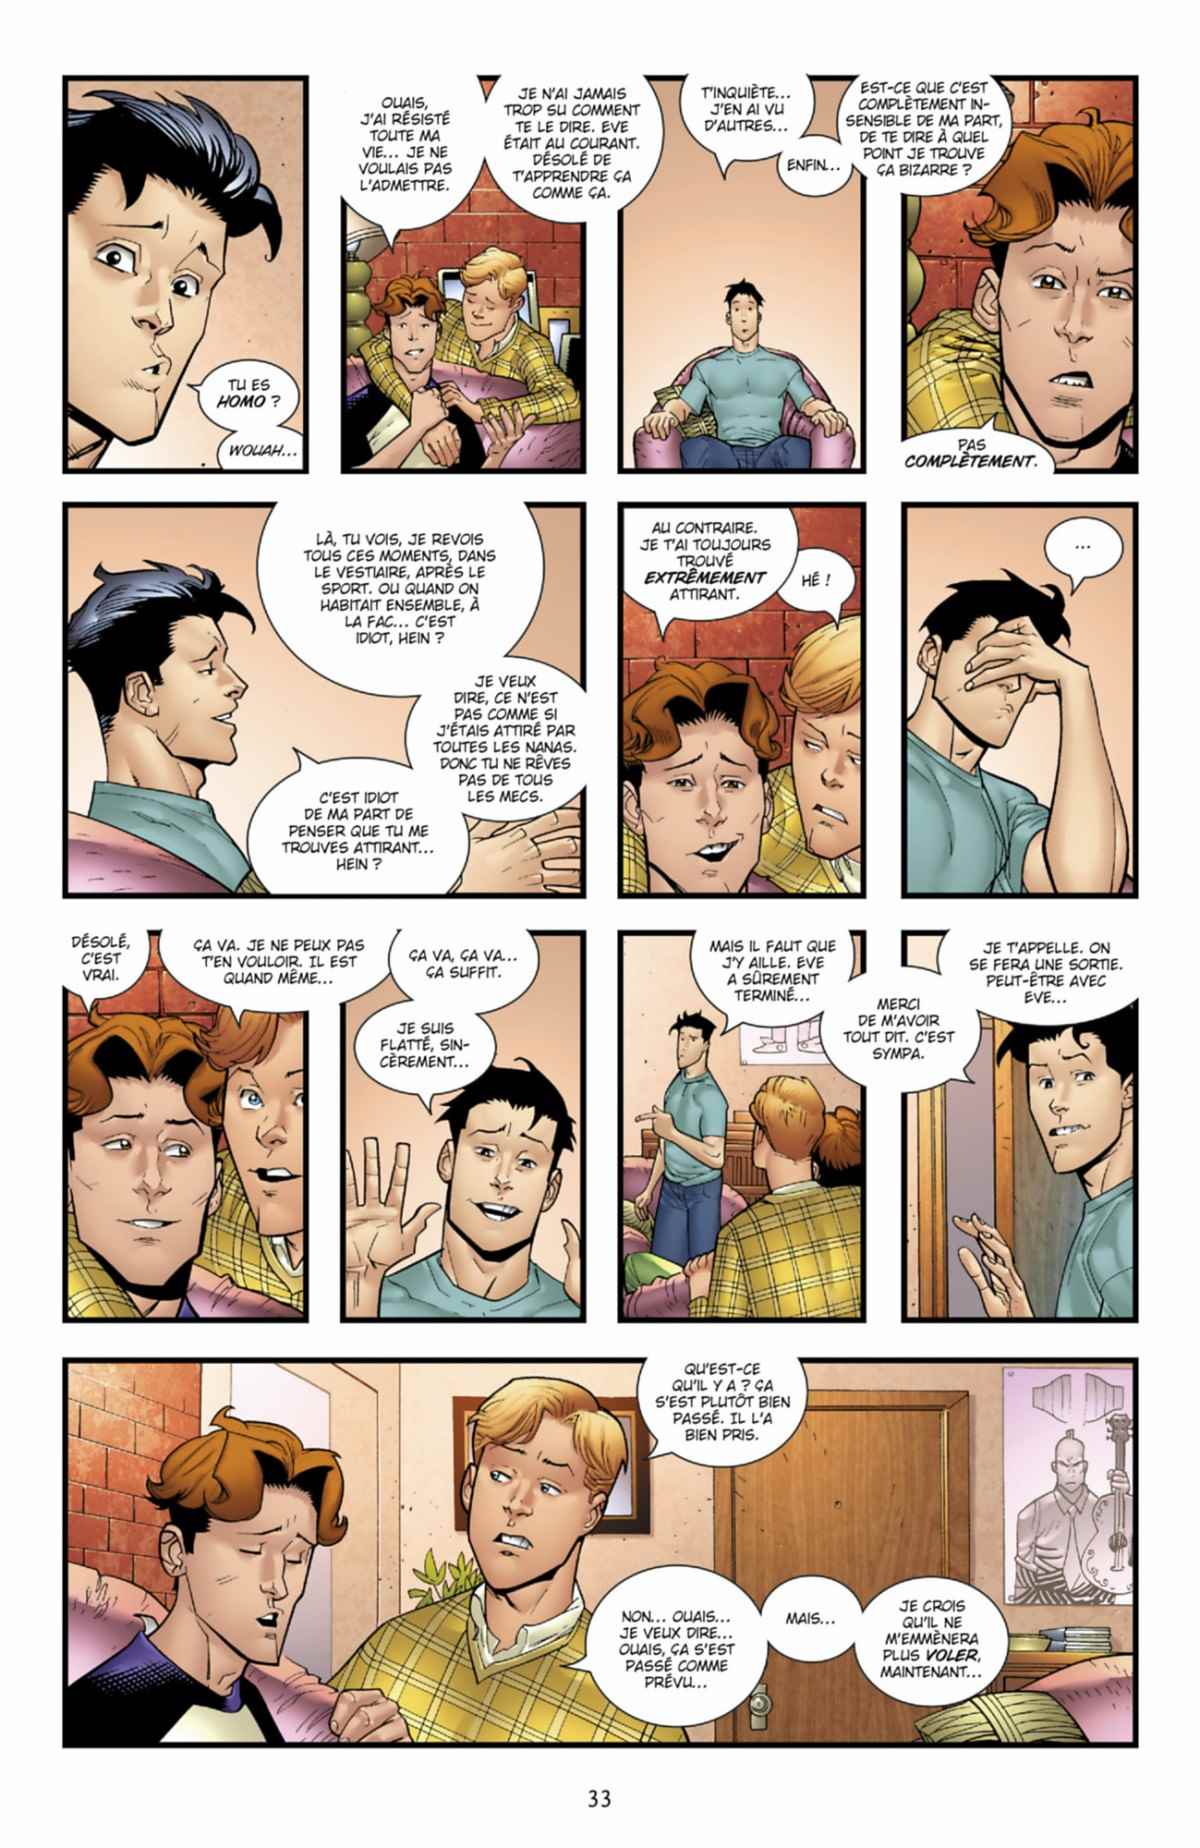 TU ES
HOMO ?
WOUAH...
OUAIS,
J'AI RÉSISTÉ
TOUTE MA
VIE... JE NE
VOULAIS PAS
L'ADMETTRE.
JE N'AI JAMAIS
TROP SU COMMENT
TE LE DIRE. EVE
ÉTAIT AU COURANT.
DÉSOLÉ DE
T'APPRENDRE ÇA
COMME ÇA.
T'INQUIÈTE...
J'EN AI VU
D'AUTRES...
ENFIN...
EST-CE QUE C'EST
COMPLÈTEMENT IN-
SENSIBLE DE MA PART,
DE TE DIRE À QUEL
POINT JE TROUVE
ÇA BIZARRE ?
PAS
COMPLÈTEMENT.
LÀ, TU VOIS, JE REVOIS
TOUS CES MOMENTS, DANS
LE VESTIAIRE, APRÈS LE
SPORT. OU QUAND ON
HABITAIT ENSEMBLE, À
LA FAC... C'EST
IDIOT, HEIN ?
JE VEUX
DIRE, CE N'EST
PAS COMME SI
J'ÉTAIS ATTIRÉ PAR
TOUTES LES NANAS.
DONC TU NE RÊVES
PAS DE TOUS
LES MECS.
C'EST IDIOT
DE MA PART DE
PENSER QUE TU ME
TROUVES ATTIRANT...
HEIN ?
AU CONTRAIRE.
JE T'AI TOUJOURS
TROUVÉ
EXTRÊMEMENT
ATTIRANT.
HÉ !
...
DÉSOLÉ,
C'EST
VRAI.
ÇA VA. JE NE PEUX PAS
T'EN VOULOIR. IL EST
QUAND MÊME...
ÇA VA, ÇA VA...
ÇA SUFFIT.
JE SUIS
FLATTÉ, SIN-
CÈREMENT...
MAIS IL FAUT QUE
J'Y AILLE. EVE
A SÛREMENT
TERMINÉ...
MERCI
DE M'AVOIR
TOUT DIT. C'EST
SYMPA.
JE T'APPELLE. ON
SE FERA UNE SORTIE.
PEUT-ÊTRE AVEC
EVE...
QU'EST-CE
QU'IL Y A ? ÇA
S'EST PLUTÔT BIEN
PASSÉ. IL L'A
BIEN PRIS.
NON... OUAIS...
JE VEUX DIRE...
OUAIS, ÇA S'EST
PASSÉ COMME
PRÉVU...
MAIS...
JE CROIS
QU'IL NE
M'EMMÈNERA
PLUS VOLER,
MAINTENANT...
33